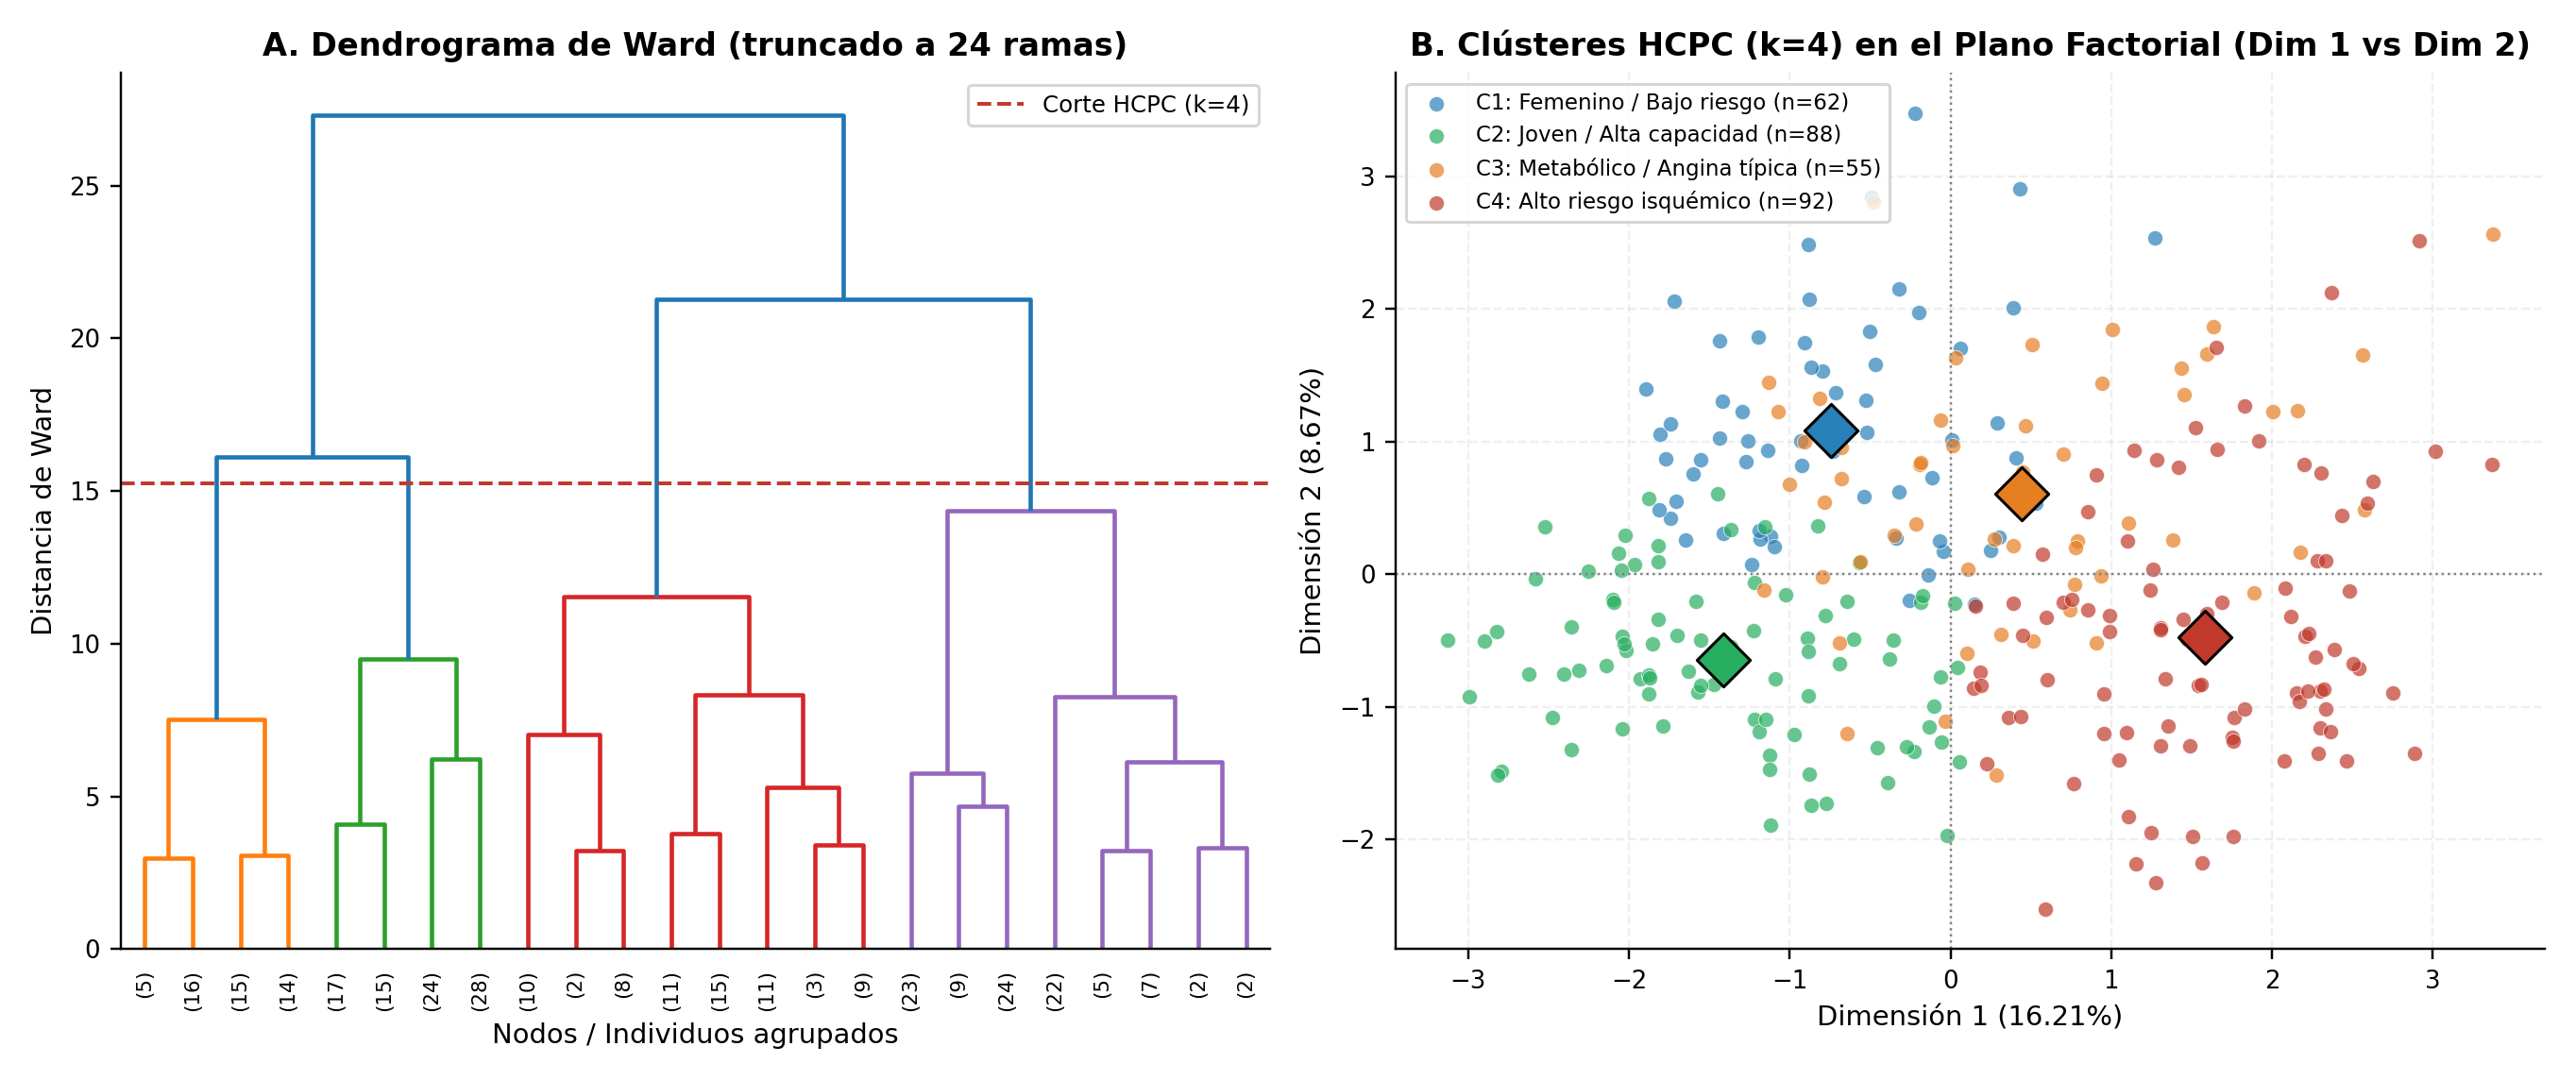 A. Dendrograma de Ward (truncado a 24 ramas)
Corte HCPC (k=4)
Distancia de Ward
25
20
15
10
5
0
(5) (16) (15) (14) (17) (15) (24) (28) (10) (2) (8) (11) (15) (11) (3) (9) (23) (9) (24) (22) (5) (7) (2) (2)
Nodos / Individuos agrupados
B. Clústeres HCPC (k=4) en el Plano Factorial (Dim 1 vs Dim 2)
C1: Femenino / Bajo riesgo (n=62)
C2: Joven / Alta capacidad (n=88)
C3: Metabólico / Angina típica (n=55)
C4: Alto riesgo isquémico (n=92)
Dimensión 2 (8.67%)
3
2
1
0
−1
−2
−3 −2 −1 0 1 2 3
Dimensión 1 (16.21%)